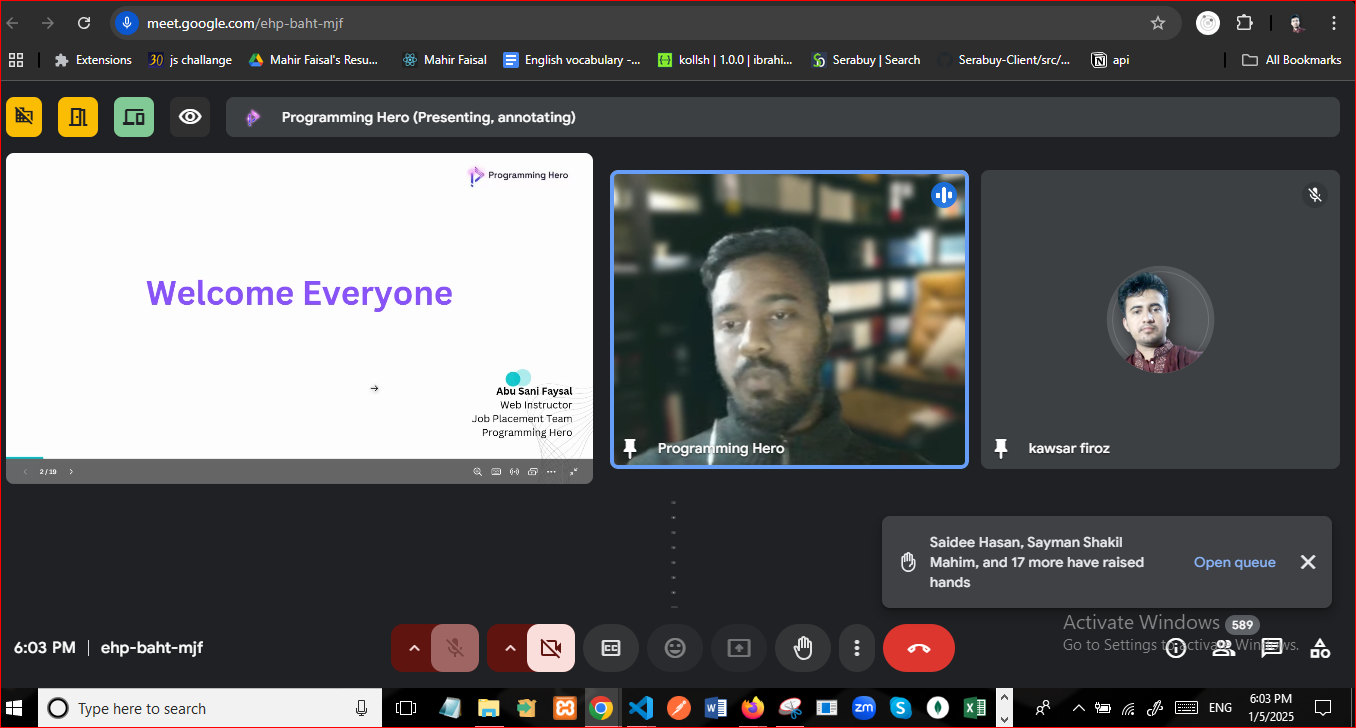 meet.google.com/ehp-baht-mjf
Extensions
30 js challange
Mahir Faisal's Resu...
Mahir Faisal
English vocabulary -...
kollsh | 1.0.0 | ibrahi...
Serabuy | Search
Serabuy-Client/src/...
api
All Bookmarks
Programming Hero (Presenting, annotating)
Programming Hero
Welcome Everyone
Abu Sani Faysal
Web Instructor
Job Placement Team
Programming Hero
2 / 19
Programming Hero
kawsar firoz
Saidee Hasan, Sayman Shakil
Mahim, and 17 more have raised
hands
Open queue
Activate Windows
589
Go to Settings to activate Windows.
6:03 PM | ehp-baht-mjf
CC
Type here to search
zm
ENG
6:03 PM
1/5/2025